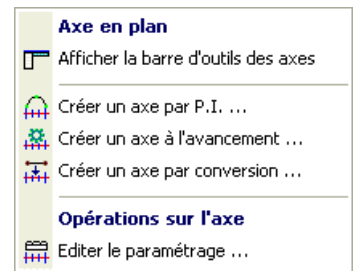 Axe en plan
Afficher la barre d'outils des axes
Créer un axe par P.I. ...
Créer un axe à l'avancement ...
Créer un axe par conversion ...
Opérations sur l'axe
Editer le paramétrage ...